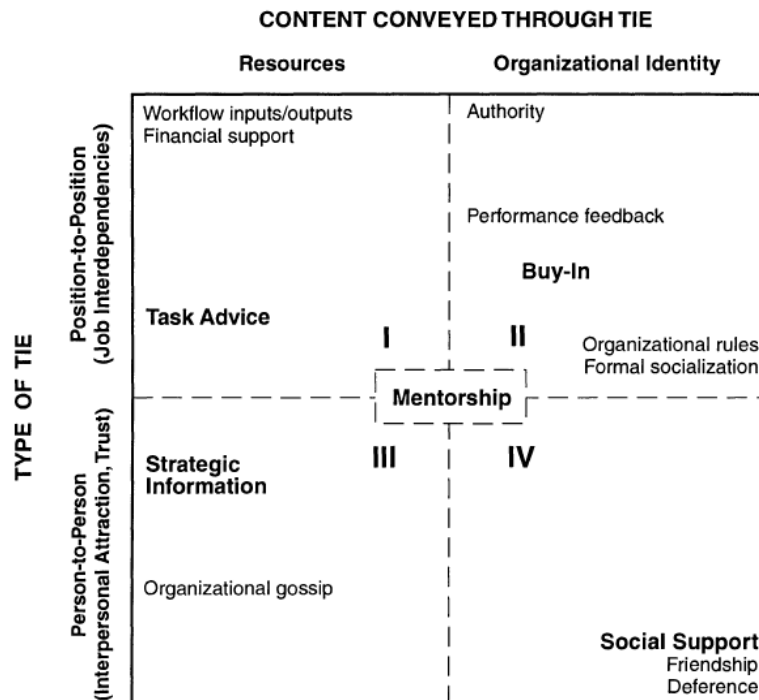 CONTENT CONVEYED THROUGH TIE
Resources
Organizational Identity
TYPE OF TIE
Position-to-Position
(Job Interdependencies)
Workflow inputs/outputs
Financial support
Authority
Performance feedback
Buy-In
Task Advice
I
II
Organizational rules
Formal socialization
Mentorship
Person-to-Person
(Interpersonal Attraction, Trust)
Strategic
Information
III
IV
Organizational gossip
Social Support
Friendship
Deference